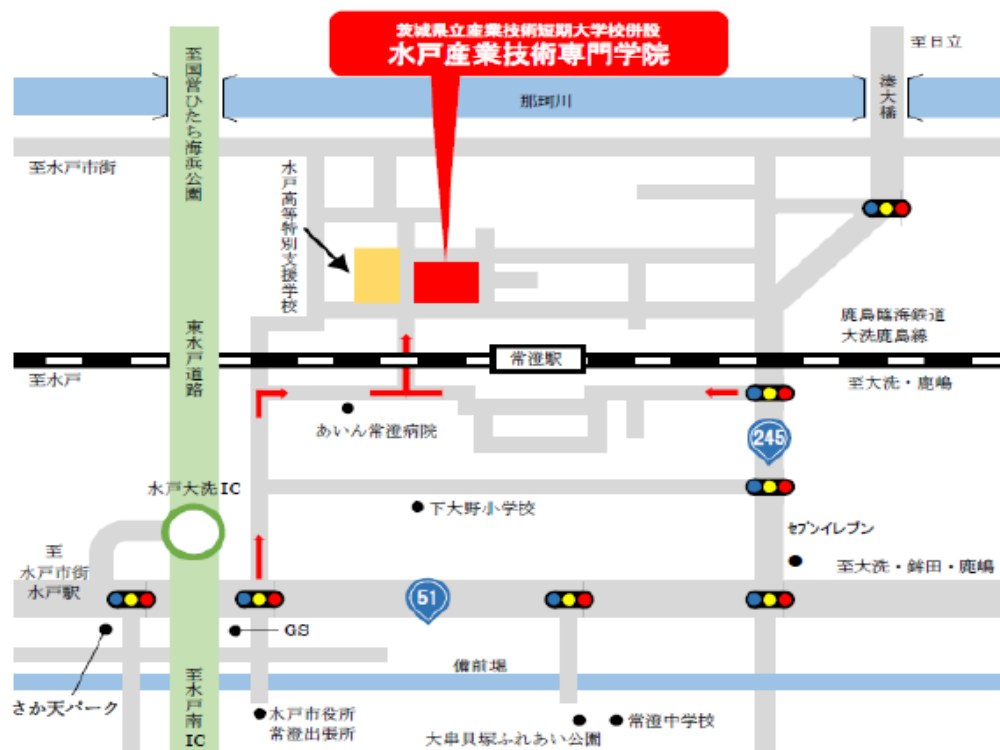 茨城県立産業技術短期大学校併設
水戸産業技術専門学院
至日立
至国営ひたち海浜公園
那珂川
湊大橋
至水戸市街
水戸高等特別支援学校
東水戸道路
鹿島臨海鉄道
大洗鹿島線
常澄駅
至水戸
至大洗・鹿嶋
あいん常澄病院
245
水戸大洗IC
下大野小学校
セブンイレブン
至
水戸市街
水戸駅
至大洗・鉾田・鹿嶋
51
GS
備前堀
至水戸南IC
さか天パーク
水戸市役所
常澄出張所
常澄中学校
大串貝塚ふれあい公園